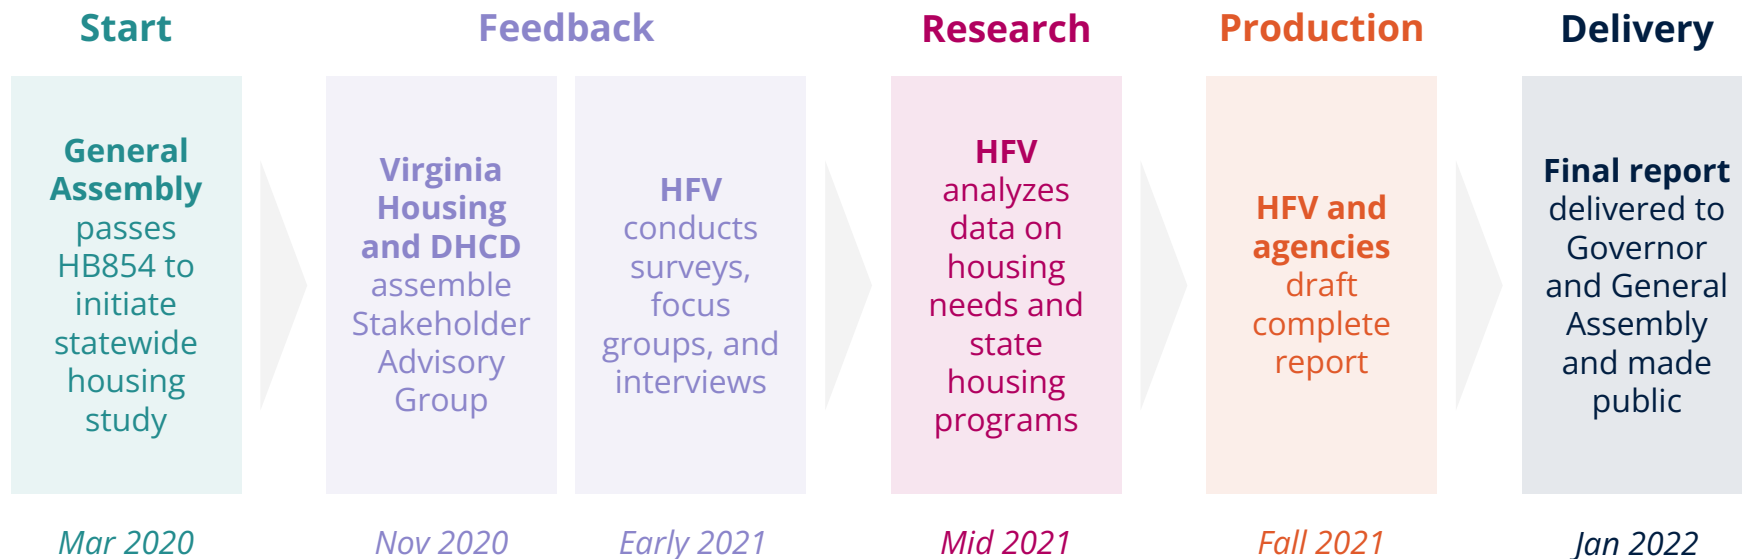 Start
General
Assembly
passes
HB854 to
initiate
statewide
housing
study
Mar 2020
Feedback
Virginia
Housing
and DHCD
assemble
Stakeholder
Advisory
Group
Nov 2020
HFV
conducts
surveys,
focus
groups, and
interviews
Early 2021
Research
HFV
analyzes
data on
housing
needs and
state
housing
programs
Mid 2021
Production
HFV and
agencies
draft
complete
report
Fall 2021
Delivery
Final report
delivered to
Governor
and General
Assembly
and made
public
Jan 2022